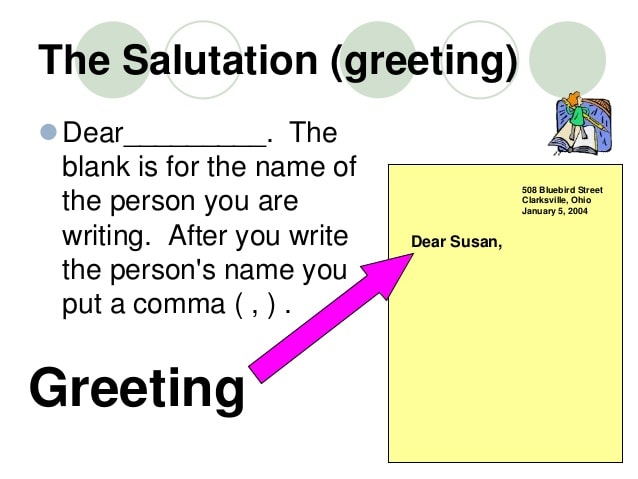 The Salutation (greeting)
Dear_________. The
blank is for the name of
the person you are
writing. After you write
the person's name you
put a comma ( , ) .
Greeting
508 Bluebird Street
Clarksville, Ohio
January 5, 2004
Dear Susan,